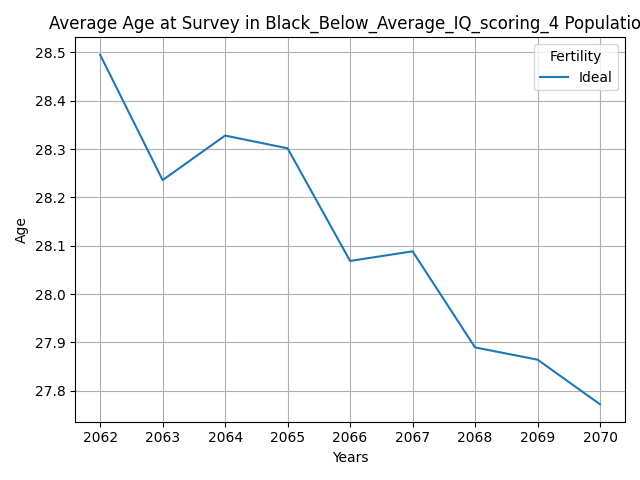 Average Age at Survey in Black_Below_Average_IQ_scoring_4 Populatio
Fertility
Ideal
28.5
28.4
28.3
28.2
28.1
28.0
27.9
27.8
Age
2062 2063 2064 2065 2066 2067 2068 2069 2070
Years